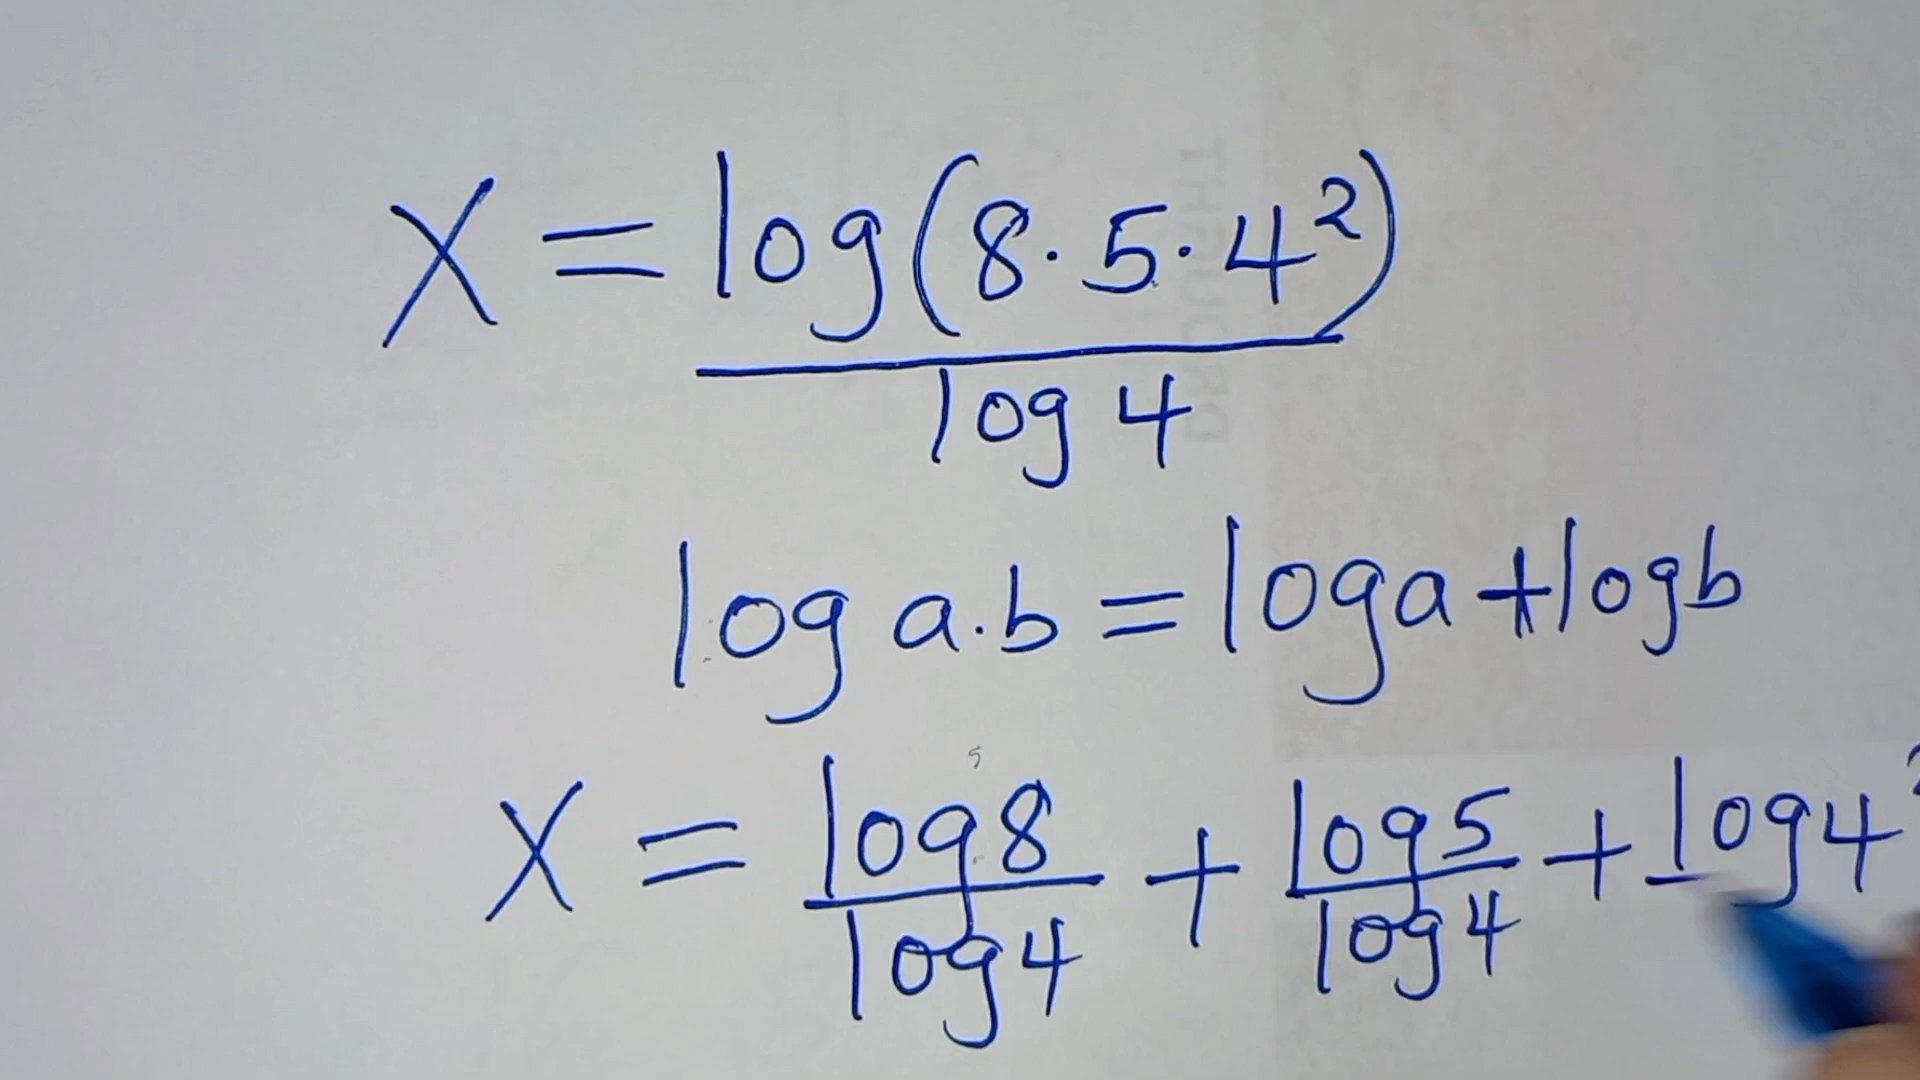 X = log(8·5·4²)
log 4
log a·b = log a + log b
X = log 8 + log 5 + log 4²
log 4 log 4